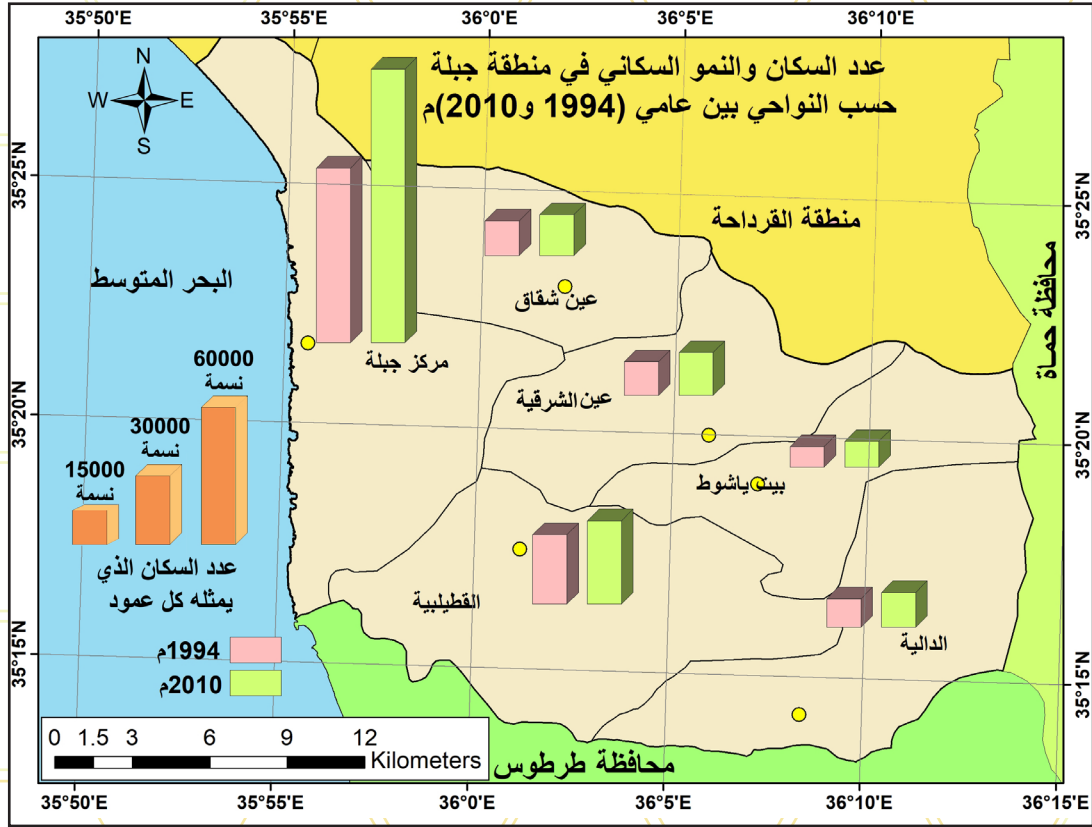 35°50'E 35°55'E 36°0'E 36°5'E 36°10'E
عدد السكان والنمو السكاني في منطقة جبلة
حسب النواحي بين عامي (1994 و2010)م
N
W E
S
35°25'N
35°25'N
منطقة القرداحة
محافظة حماة
البحر المتوسط
عين شقاق
مركز جبلة
عين الشرقية
بيت ياشوط
القطيلبية
الدالية
35°20'N
35°20'N
60000
نسمة
30000
نسمة
15000
نسمة
عدد السكان الذي
يمثله كل عمود
1994م
2010م
35°15'N
35°15'N
0 1.5 3 6 9 12
Kilometers
محافظة طرطوس
35°50'E 35°55'E 36°0'E 36°5'E 36°10'E 36°15'E